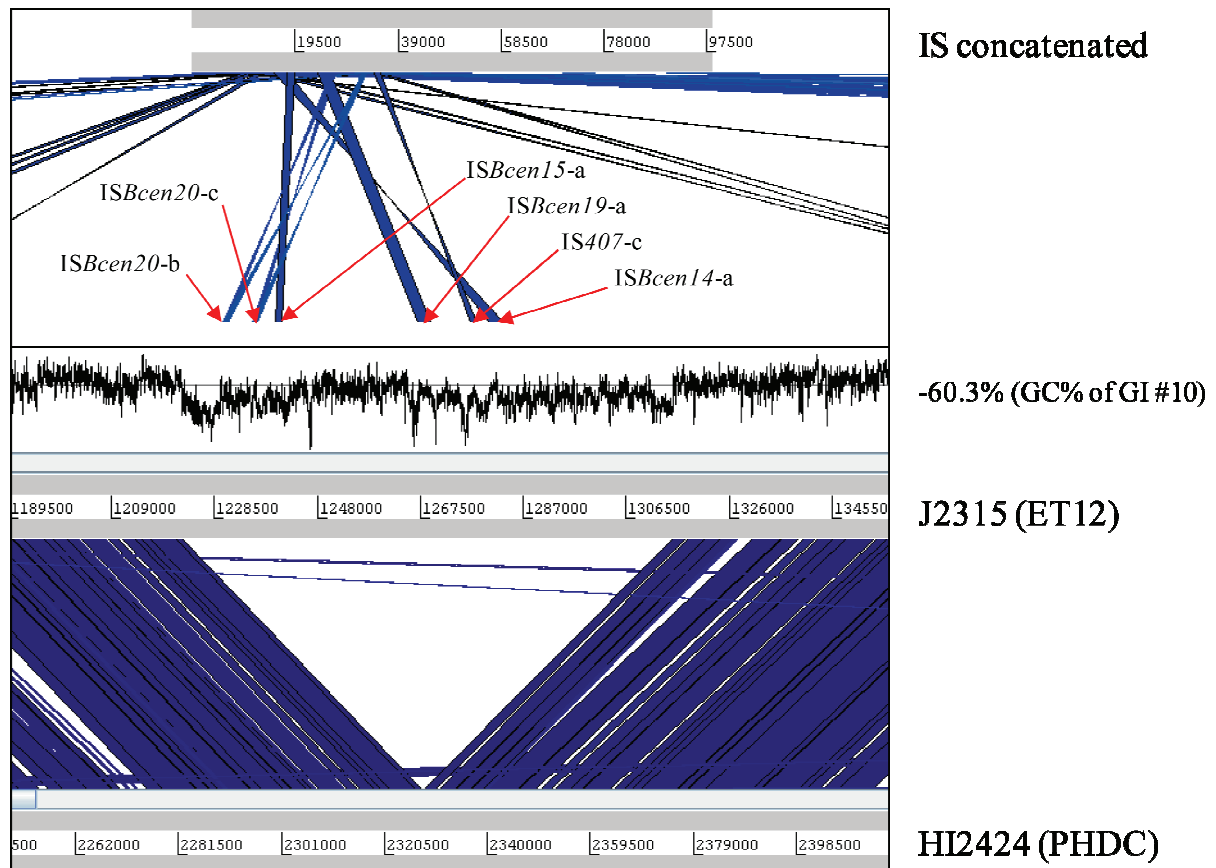 19500 39000 58500 78000 97500
IS concatenated
ISBcen15-a
ISBcen20-c
ISBcen19-a
IS407-c
ISBcen20-b
ISBcen14-a
-60.3% (GC% of GI #10)
1189500 1209000 1228500 1248000 1267500 1287000 1306500 1326000 134550
J2315 (ET12)
500 2262000 2281500 2301000 2320500 2340000 2359500 2379000 2398500
HI2424 (PHDC)